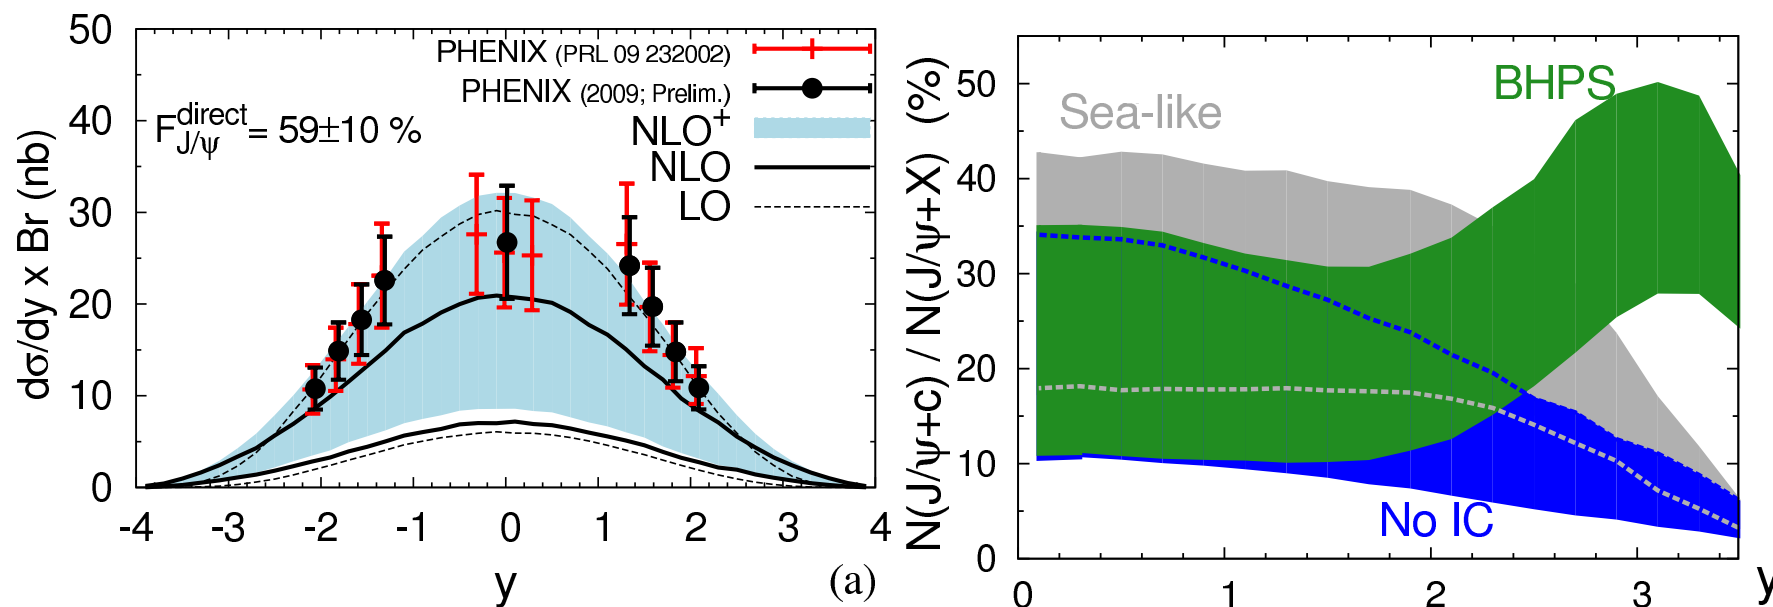 50
40
30
20
10
0
dσ/dy x Br (nb)
PHENIX (PRL 09 232002)
PHENIX (2009; Prelim.)
NLO+
NLO
LO
F direct J/ψ = 59±10 %
-4 -3 -2 -1 0 1 2 3 4
y
(a)
N(J/ψ+c) / N(J/ψ+X) (%)
50
40
30
20
10
0
Sea-like
BHPS
No IC
0 1 2 3
y